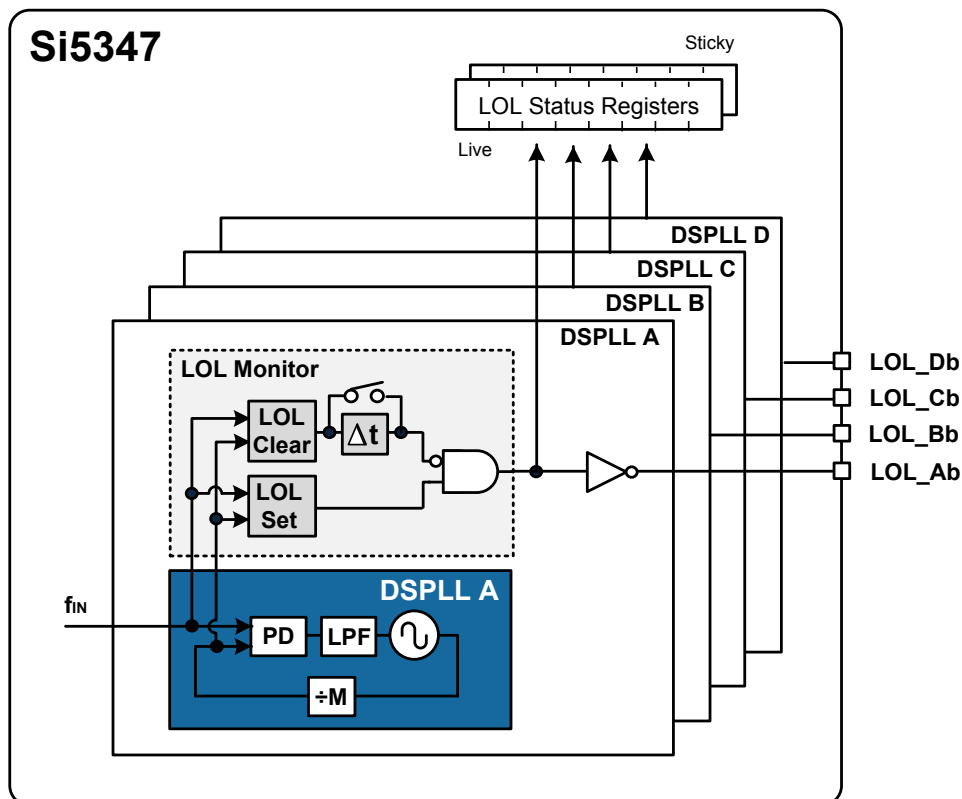 Si5347
Sticky
LOL Status Registers
Live
DSPLL D
DSPLL C
DSPLL B
DSPLL A
LOL Monitor
LOL
Clear
Δt
LOL
Set
LOL_Db
LOL_Cb
LOL_Bb
LOL_Ab
DSPLL A
fIN
PD
LPF
÷M